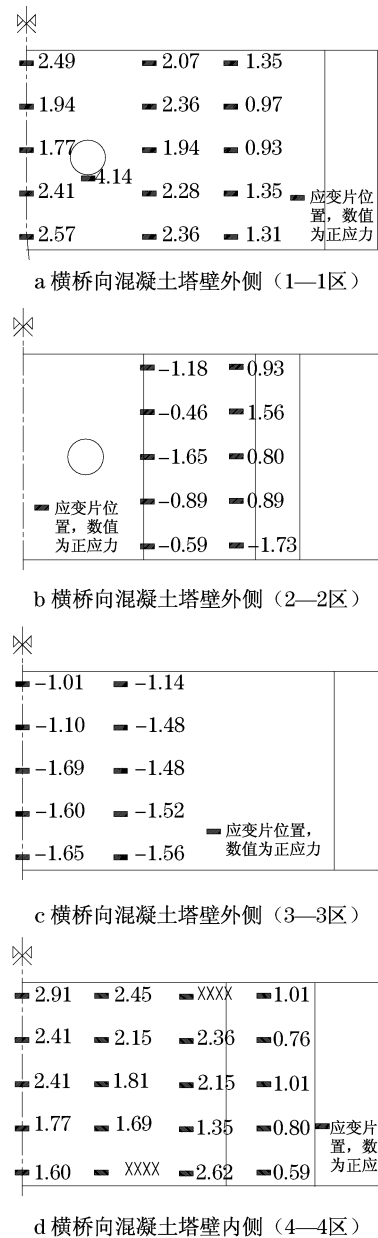 2.49 2.07 1.35
1.94 2.36 0.97
1.77 1.94 0.93
4.14
2.41 2.28 1.35
应变片位
置，数值
为正应力
2.57 2.36 1.31
a 横桥向混凝土塔壁外侧（1—1区）
-1.18 0.93
-0.46 1.56
-1.65 0.80
-0.89 0.89
应变片位
置，数值
为正应力
-0.59 -1.73
b 横桥向混凝土塔壁外侧（2—2区）
-1.01 -1.14
-1.10 -1.48
-1.69 -1.48
-1.60 -1.52
应变片位置，
数值为正应力
-1.65 -1.56
c 横桥向混凝土塔壁外侧（3—3区）
2.91 2.45 XXXX 1.01
2.41 2.15 2.36 0.76
2.41 1.81 2.15 1.01
1.77 1.69 1.35 0.80
应变片
置，数
为正应
1.60 XXXX 2.62 0.59
d 横桥向混凝土塔壁内侧（4—4区）